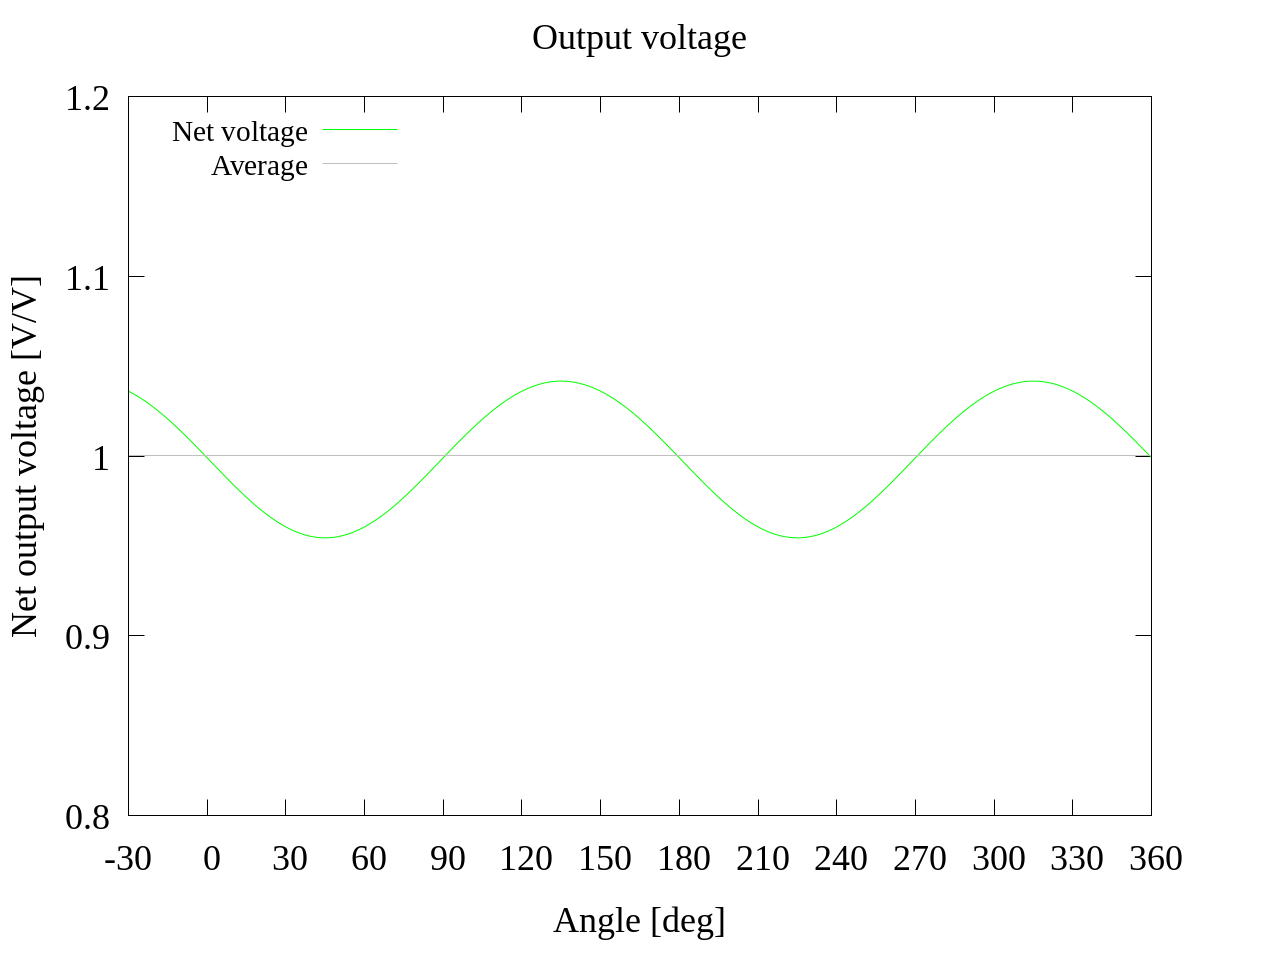 Output voltage
1.2
Net voltage
Average
1.1
1
0.9
0.8
Net output voltage [V/V]
-30 0 30 60 90 120 150 180 210 240 270 300 330 360
Angle [deg]